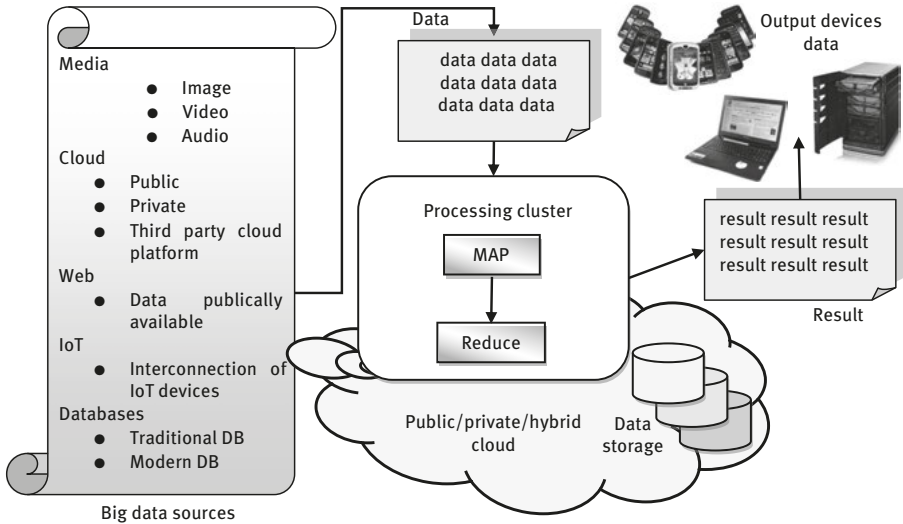 Media
● Image
● Video
● Audio
Cloud
● Public
● Private
● Third party cloud
platform
Web
● Data publically
available
IoT
● Interconnection of
IoT devices
Databases
● Traditional DB
● Modern DB
Big data sources
Data
data data data
data data data
data data data
Processing cluster
MAP
Reduce
Public/private/hybrid
cloud
Data
storage
Output devices
data
result result result
result result result
result result result
Result